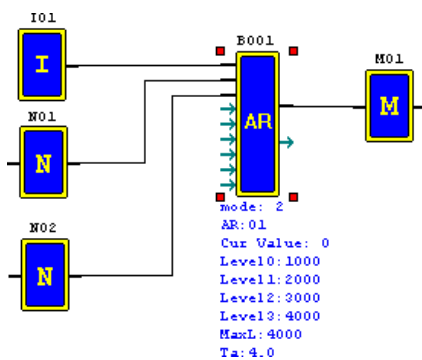 I01
I
N01
N
N02
N
B001
AR
M01
M
mode: 2
AR:01
Cur Value: 0
Level0:1000
Level1:2000
Level2:3000
Level3:4000
MaxL:4000
Ta:4.0